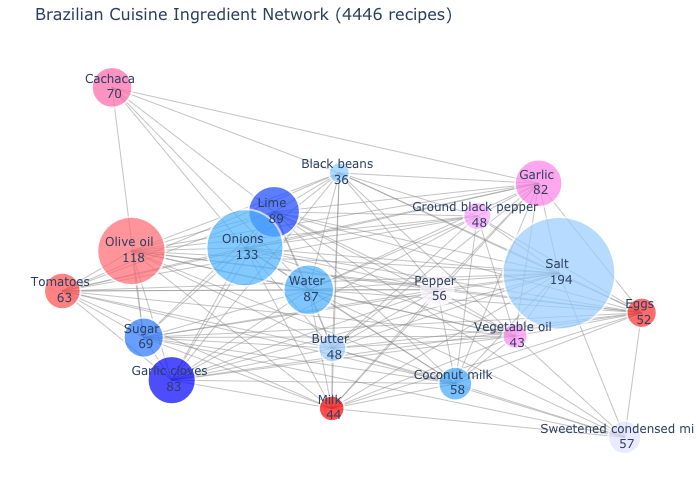 Brazilian Cuisine Ingredient Network (4446 recipes)
Cachaca
70
Black beans
36
Garlic
82
Lime
89
Ground black pepper
48
Olive oil
118
Onions
133
Salt
194
Tomatoes
63
Water
87
Pepper
56
Eggs
52
Sugar
69
Butter
48
Vegetable oil
43
Garlic cloves
83
Coconut milk
58
Milk
44
Sweetened condensed mi
57